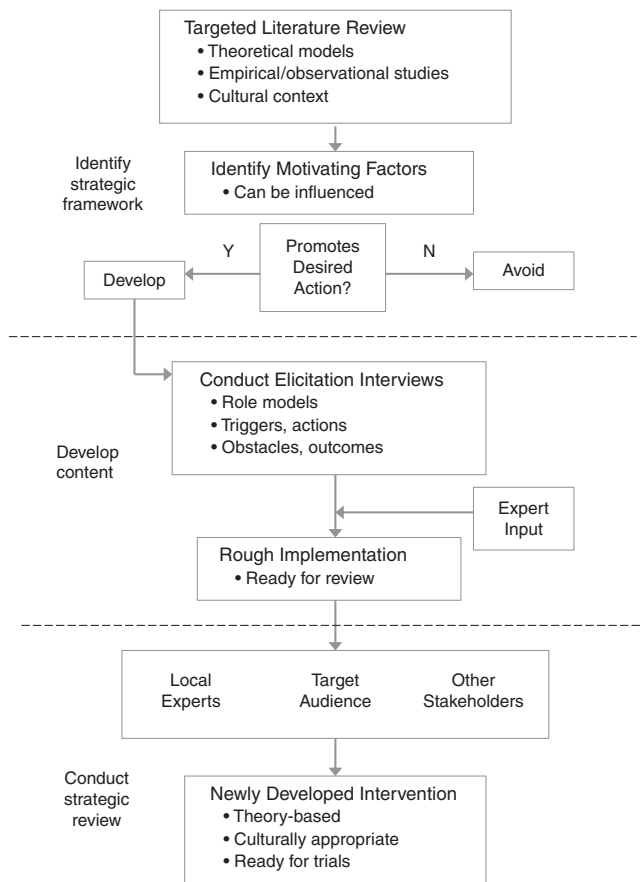 Targeted Literature Review
• Theoretical models
• Empirical/observational studies
• Cultural context
Identify
strategic
framework
Identify Motivating Factors
• Can be influenced
Y
Promotes
Desired
Action?
N
Develop
Avoid
Conduct Elicitation Interviews
• Role models
• Triggers, actions
• Obstacles, outcomes
Develop
content
Expert
Input
Rough Implementation
• Ready for review
Local
Experts
Target
Audience
Other
Stakeholders
Conduct
strategic
review
Newly Developed Intervention
• Theory-based
• Culturally appropriate
• Ready for trials